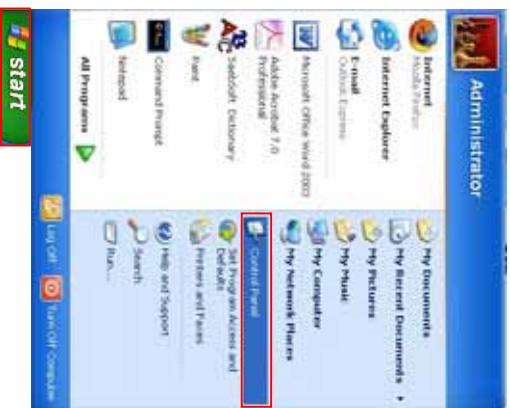 Administrator
Internet
Mozilla Firefox
Internet Explorer
E-mail
Outlook Express
Microsoft Office Word 2003
Adobe Acrobat 7.0
Professional
Dictionary
Paint
Command Prompt
Notepad
All Programs
My Documents
My Recent Documents
My Pictures
My Music
My Computer
My Network Places
Control Panel
Set Program Access and
Defaults
Printers and Faxes
Help and Support
Search
Run...
Log Off
Turn Off Computer
start